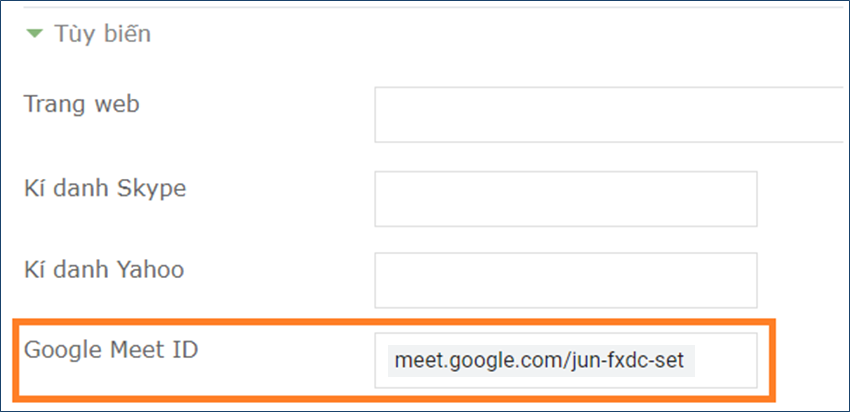 Tùy biến
Trang web
Kí danh Skype
Kí danh Yahoo
Google Meet ID
meet.google.com/jun-fxdc-set